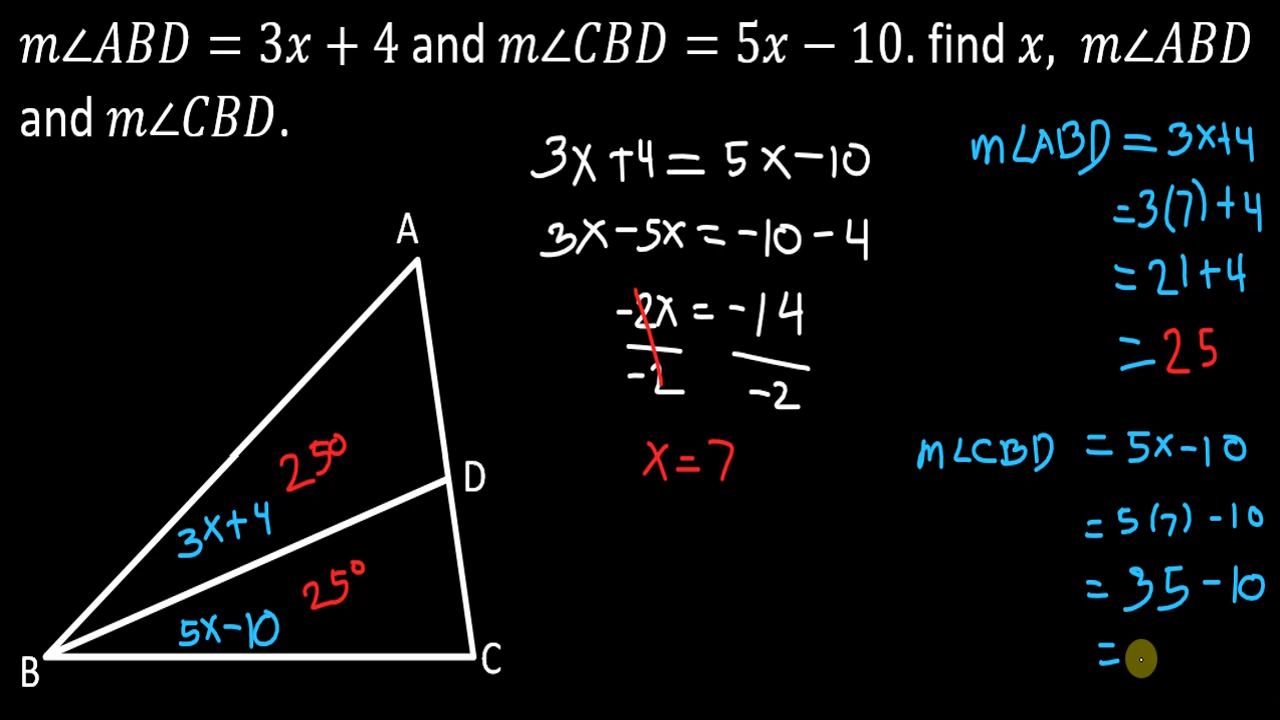 m∠ABD = 3x + 4 and m∠CBD = 5x − 10. find x, m∠ABD
and m∠CBD.
3x + 4 = 5x − 10
3x − 5x = -10 − 4
-2x = -14
-2 -2
x = 7
m∠ABD = 3x+4
= 3(7) + 4
= 21 + 4
= 25
m∠CBD = 5x − 10
= 5(7) − 10
= 35 − 10
=
A
D
25°
3x+4
25°
5x−10
B
C